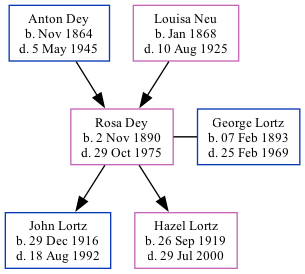 Anton Dey
b. Nov 1864
d. 5 May 1945
Louisa Neu
b. Jan 1868
d. 10 Aug 1925
Rosa Dey
b. 2 Nov 1890
d. 29 Oct 1975
George Lortz
b. 07 Feb 1893
d. 25 Feb 1969
John Lortz
b. 29 Dec 1916
d. 18 Aug 1992
Hazel Lortz
b. 26 Sep 1919
d. 29 Jul 2000